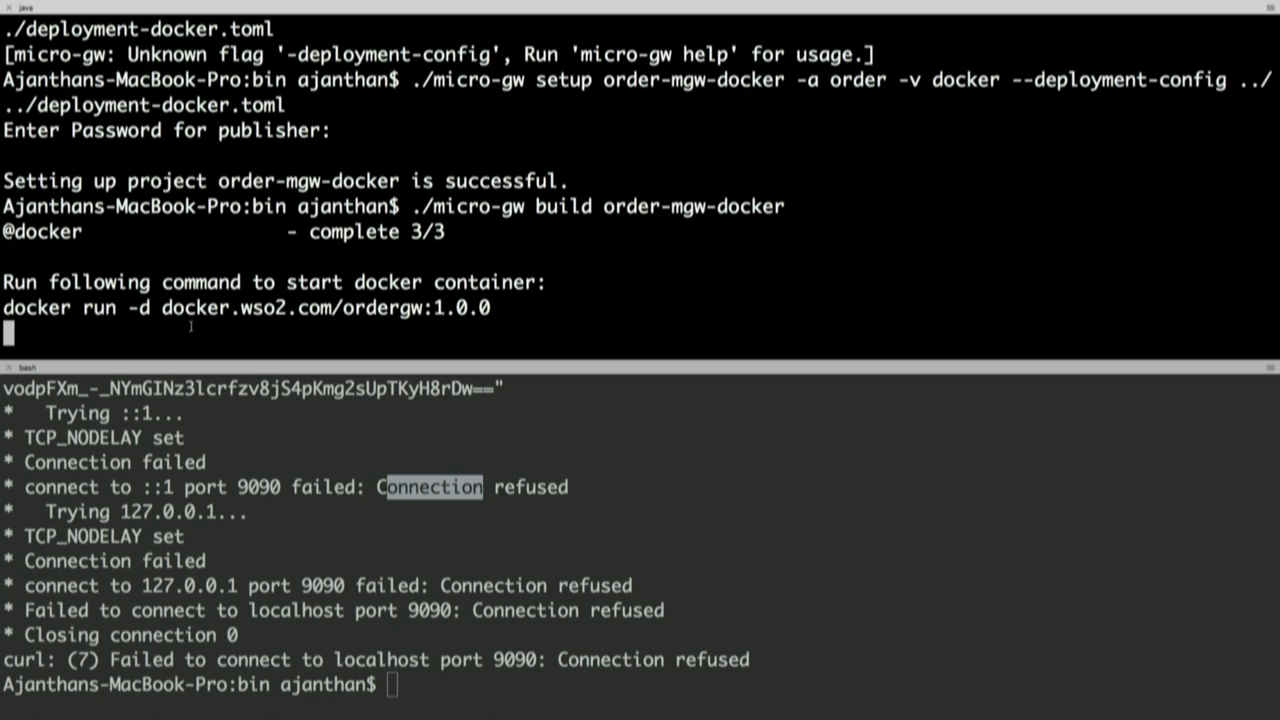 java
./deployment-docker.toml
[micro-gw: Unknown flag '-deployment-config', Run 'micro-gw help' for usage.]
Ajanthans-MacBook-Pro:bin ajanthan$ ./micro-gw setup order-mgw-docker -a order -v docker --deployment-config ../
../deployment-docker.toml
Enter Password for publisher:
Setting up project order-mgw-docker is successful.
Ajanthans-MacBook-Pro:bin ajanthan$ ./micro-gw build order-mgw-docker
@docker - complete 3/3
Run following command to start docker container:
docker run -d docker.wso2.com/ordergw:1.0.0
bash
vodpFXm_-_NYmGINz3lcrfzv8jS4pKmg2sUpTKyH8rDw=="
* Trying ::1...
* TCP_NODELAY set
* Connection failed
* connect to ::1 port 9090 failed: Connection refused
* Trying 127.0.0.1...
* TCP_NODELAY set
* Connection failed
* connect to 127.0.0.1 port 9090 failed: Connection refused
* Failed to connect to localhost port 9090: Connection refused
* Closing connection 0
curl: (7) Failed to connect to localhost port 9090: Connection refused
Ajanthans-MacBook-Pro:bin ajanthan$